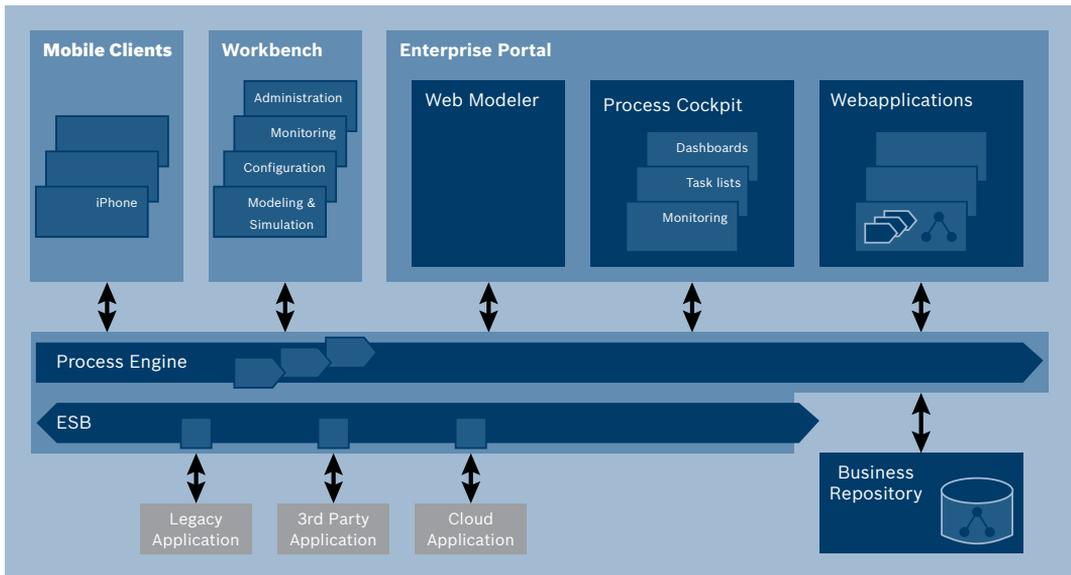 Mobile Clients
iPhone
Workbench
Administration
Monitoring
Configuration
Modeling &
Simulation
Enterprise Portal
Web Modeler
Process Cockpit
Dashboards
Task lists
Monitoring
Webapplications
Process Engine
ESB
Legacy
Application
3rd Party
Application
Cloud
Application
Business
Repository